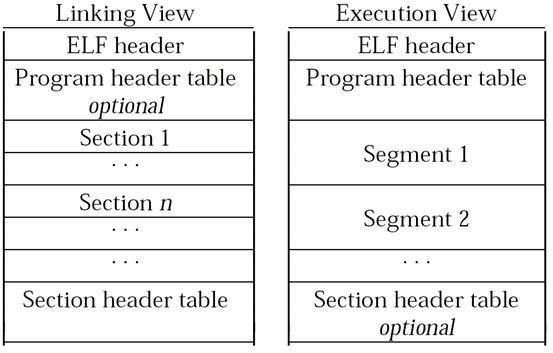 Linking View
ELF header
Program header table
optional
Section 1
. . .
Section n
. . .
. . .
Section header table
Execution View
ELF header
Program header table
Segment 1
Segment 2
. . .
Section header table
optional